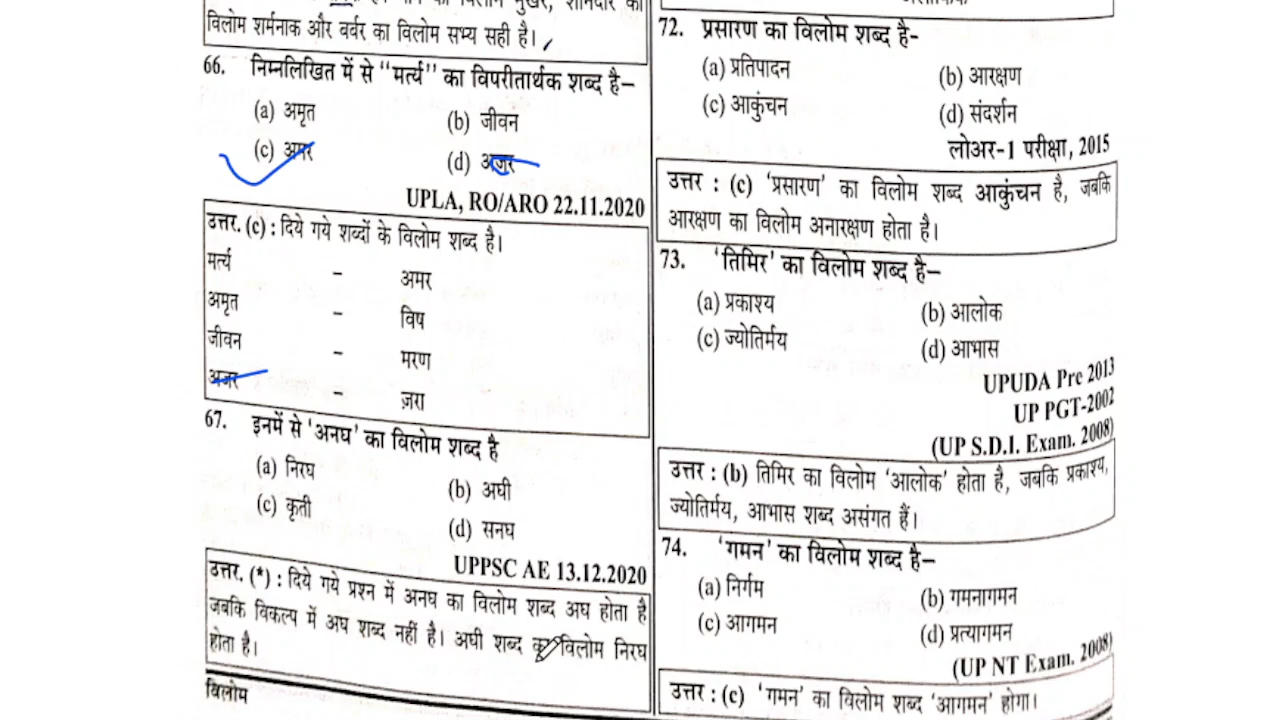 विलोम शर्मनाक और वर्वर का विलोम सभ्य सही है।
66. निम्नलिखित में से “मर्त्य” का विपरीतार्थक शब्द है–
(a) अमृत (b) जीवन
(c) अमर (d) अजर
UPLA, RO/ARO 22.11.2020
उत्तर. (c) : दिये गये शब्दों के विलोम शब्द है।
मर्त्य – अमर
अमृत – विष
जीवन – मरण
अजर – ज़रा
67. इनमें से ‘अनघ’ का विलोम शब्द है
(a) निरघ (b) अघी
(c) कृती (d) सनघ
UPPSC AE 13.12.2020
उत्तर. (*) : दिये गये प्रश्न में अनघ का विलोम शब्द अघ होता है
जबकि विकल्प में अघ शब्द नहीं है। अघी शब्द का विलोम निरघ
होता है।
विलोम
72. प्रसारण का विलोम शब्द है-
(a) प्रतिपादन (b) आरक्षण
(c) आकुंचन (d) संदर्शन
लोअर-1 परीक्षा, 2015
उत्तर : (c) ‘प्रसारण’ का विलोम शब्द आकुंचन है, जबकि
आरक्षण का विलोम अनारक्षण होता है।
73. ‘तिमिर’ का विलोम शब्द है–
(a) प्रकाश्य (b) आलोक
(c) ज्योतिर्मय (d) आभास
UPUDA Pre 2013
UP PGT-2002
(UP S.D.I. Exam. 2008)
उत्तर : (b) तिमिर का विलोम ‘आलोक’ होता है, जबकि प्रकाश्य,
ज्योतिर्मय, आभास शब्द असंगत हैं।
74. ‘गमन’ का विलोम शब्द है–
(a) निर्गम (b) गमनागमन
(c) आगमन (d) प्रत्यागमन
(UP NT Exam. 2008)
उत्तर : (c) ‘गमन’ का विलोम शब्द ‘आगमन’ होगा।